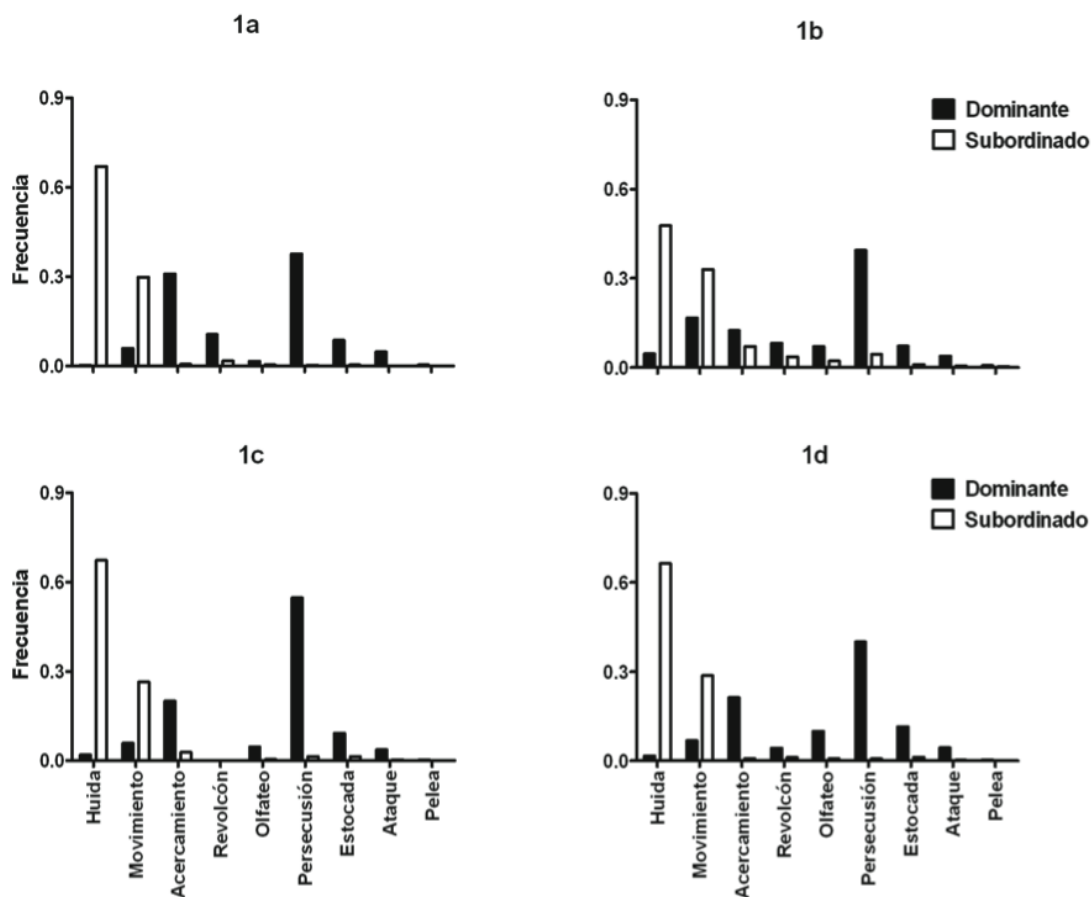 1a
1b
0.9
0.6
0.3
0.0
Frecuencia
0.9
0.6
0.3
0.0
Dominante
Subordinado
1c
1d
0.9
0.6
0.3
0.0
Frecuencia
Huida
Movimiento
Acercamiento
Revolcón
Olfateo
Persecusión
Estocada
Ataque
Pelea
0.9
0.6
0.3
0.0
Dominante
Subordinado
Huida
Movimiento
Acercamiento
Revolcón
Olfateo
Persecusión
Estocada
Ataque
Pelea